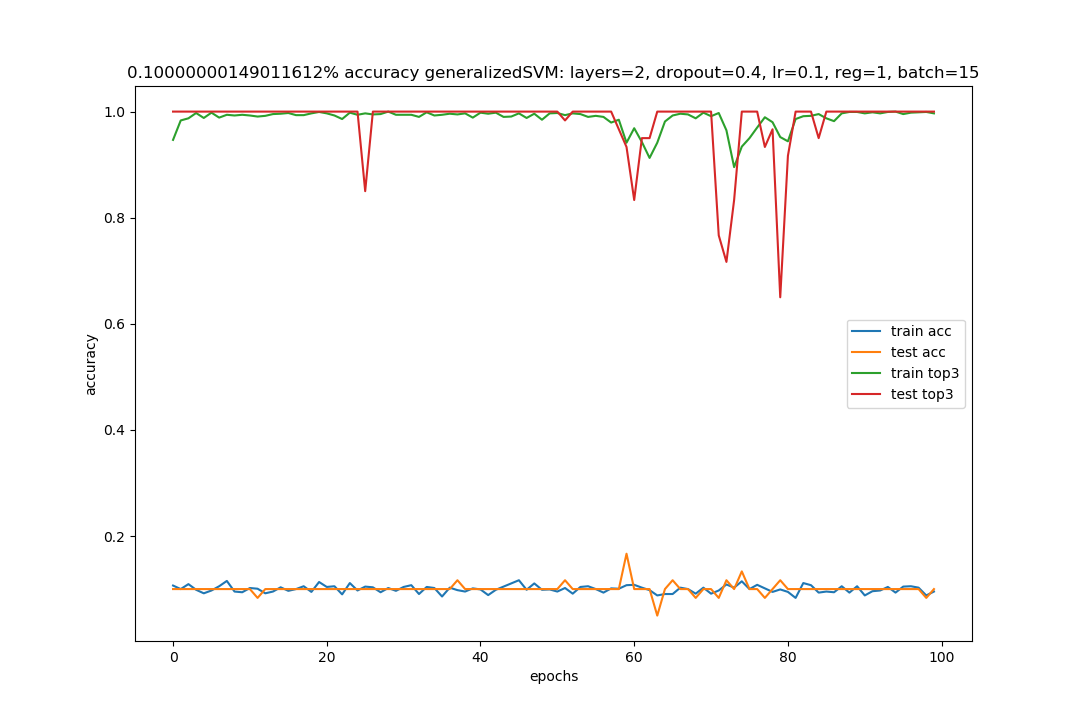 0.10000000149011612% accuracy generalizedSVM: layers=2, dropout=0.4, lr=0.1, reg=1, batch=15
1.0
0.8
0.6
0.4
0.2
accuracy
train acc
test acc
train top3
test top3
0 20 40 60 80 100
epochs